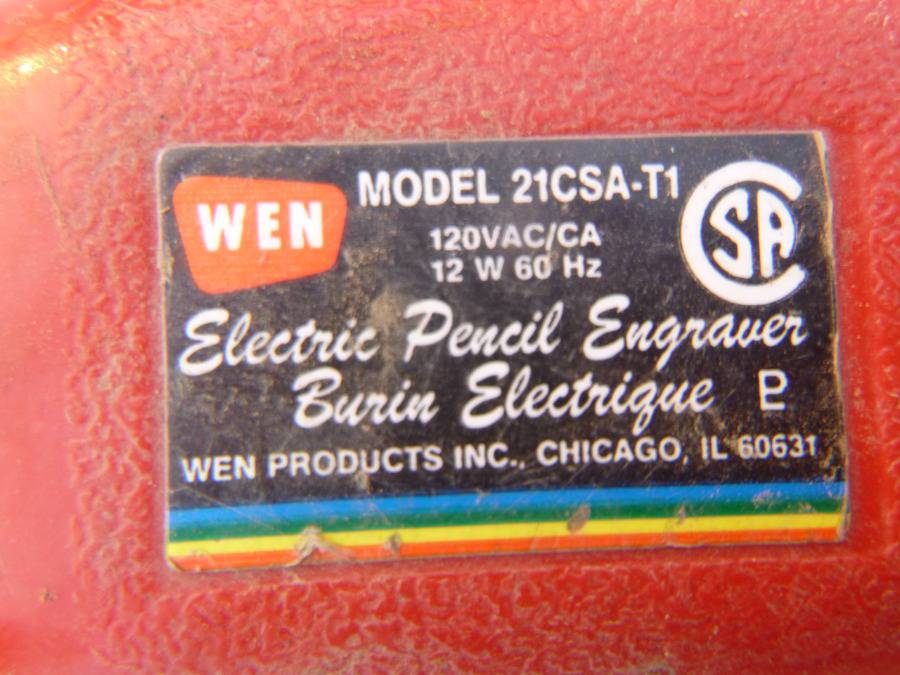 WEN
MODEL 21CSA-T1
120VAC/CA
12 W 60 Hz
CSA
Electric Pencil Engraver
Burin Electrique
WEN PRODUCTS INC., CHICAGO, IL 60631